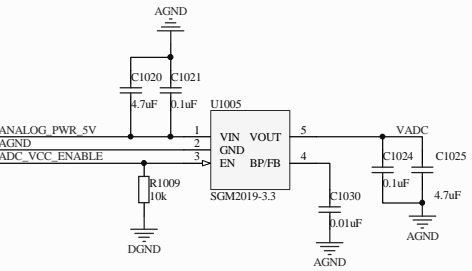 AGND
C1020
C1021
4.7uF
0.1uF
U1005
ANALOG_PWR_5V
1
VIN
VOUT
5
VADC
AGND
2
GND
ADC_VCC_ENABLE
3
EN
BP/FB
4
C1024
C1025
R1009
10k
SGM2019-3.3
0.1uF
4.7uF
C1030
0.01uF
DGND
AGND
AGND